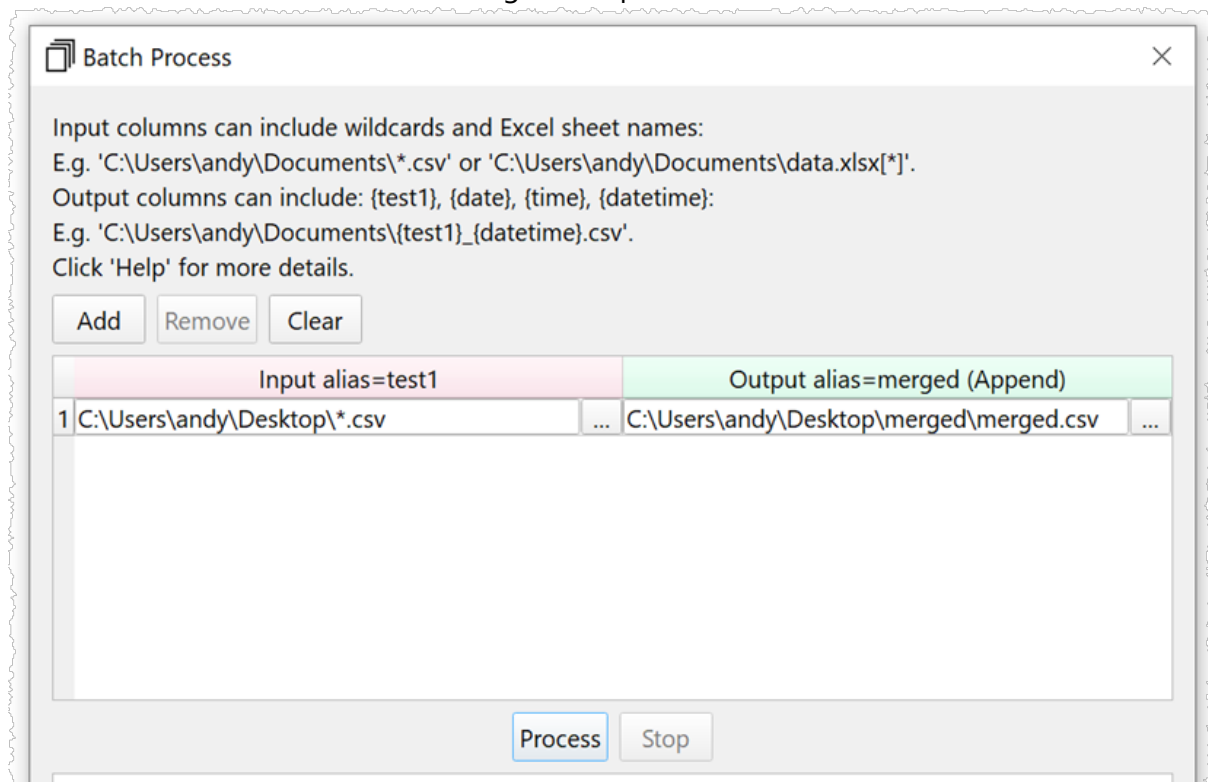 Batch Process
Input columns can include wildcards and Excel sheet names:
E.g. 'C:\Users\andy\Documents\*.csv' or 'C:\Users\andy\Documents\data.xlsx[*]'.
Output columns can include: {test1}, {date}, {time}, {datetime}:
E.g. 'C:\Users\andy\Documents\{test1}_{datetime}.csv'.
Click 'Help' for more details.
Add Remove Clear
Input alias=test1 Output alias=merged (Append)
1 C:\Users\andy\Desktop\*.csv ... C:\Users\andy\Desktop\merged\merged.csv ...
Process Stop